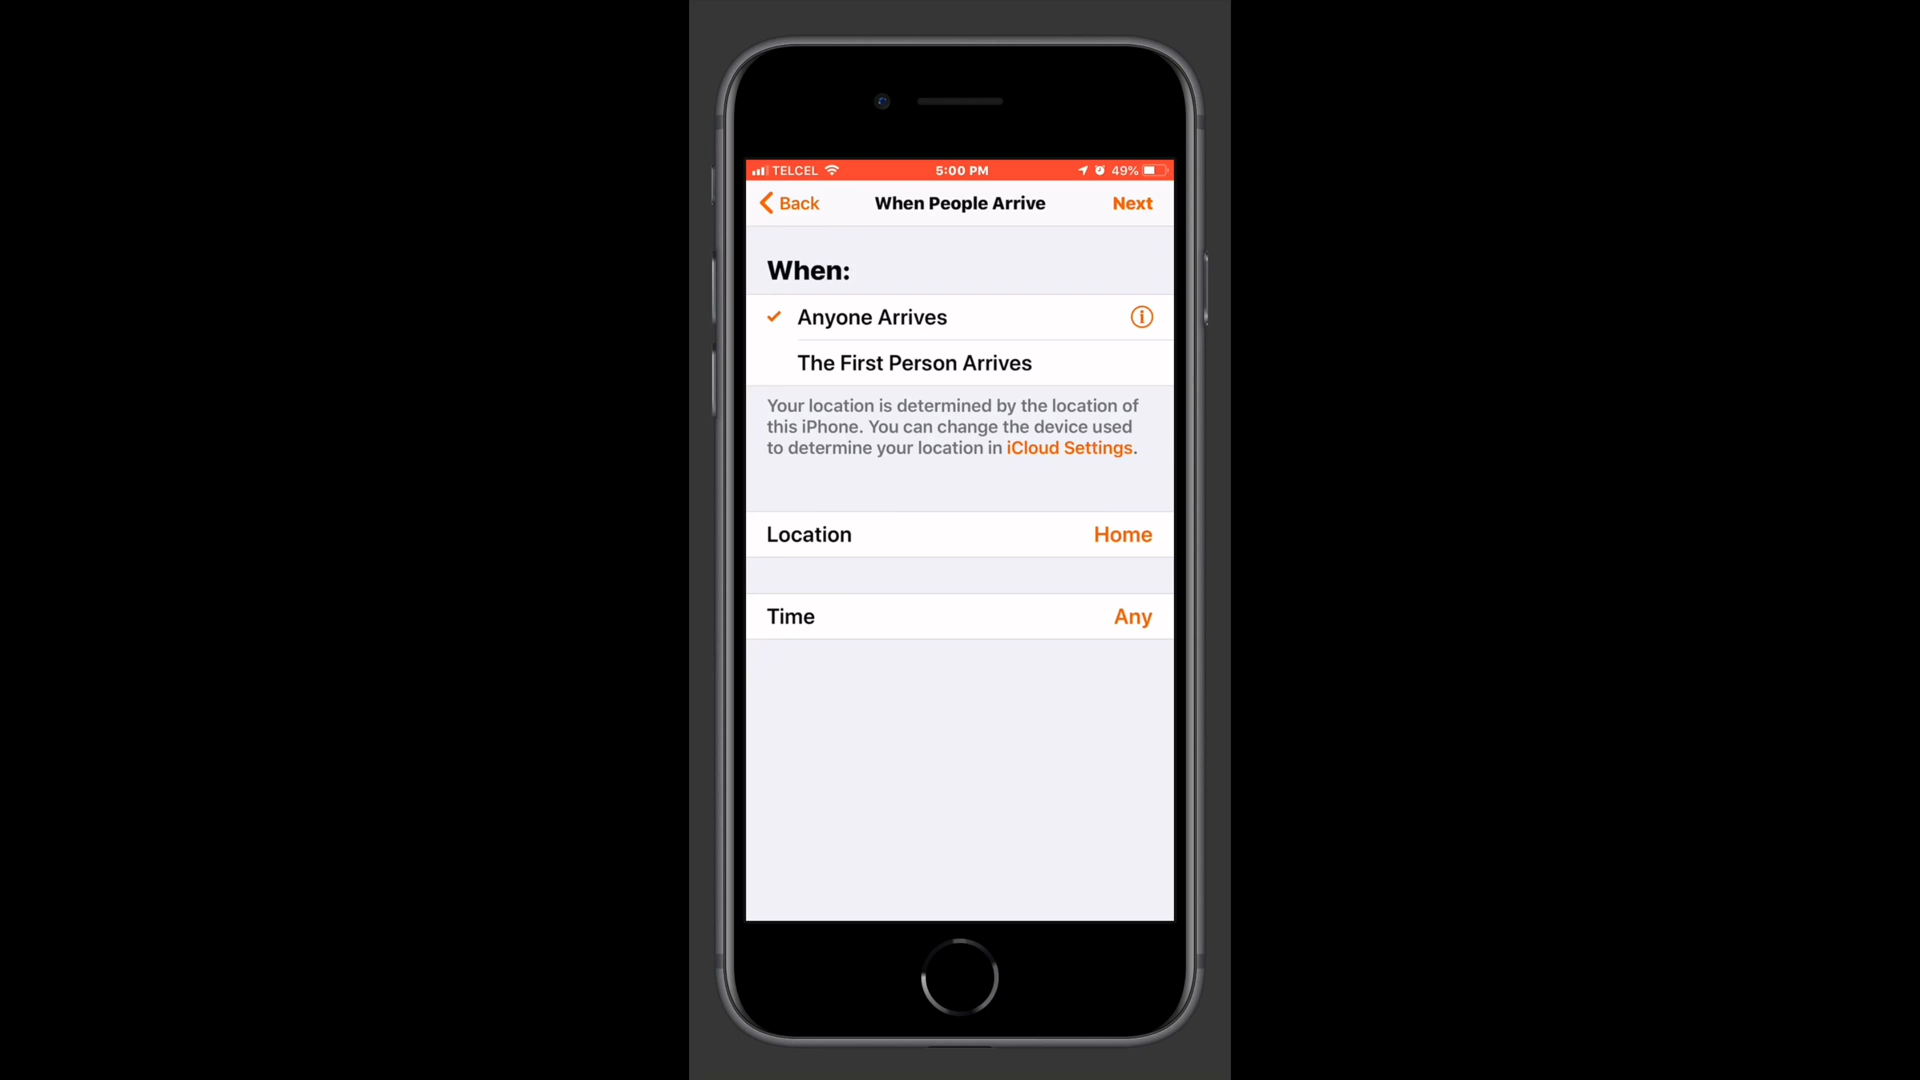 TELCEL 5:00 PM 49%
Back When People Arrive Next
When:
Anyone Arrives
The First Person Arrives
Your location is determined by the location of
this iPhone. You can change the device used
to determine your location in iCloud Settings.
Location Home
Time Any